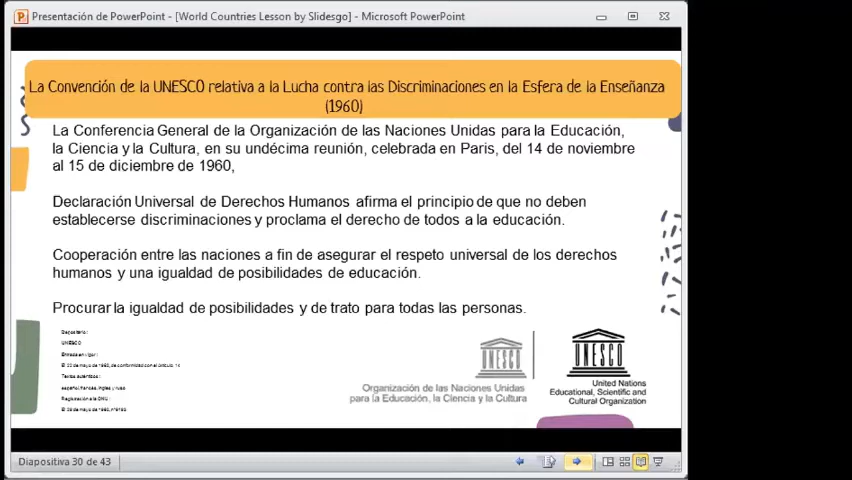 Presentación de PowerPoint - [World Countries Lesson by Slidesgo] - Microsoft PowerPoint
La Convención de la UNESCO relativa a la Lucha contra las Discriminaciones en la Esfera de la Enseñanza
(1960)
La Conferencia General de la Organización de las Naciones Unidas para la Educación,
la Ciencia y la Cultura, en su undécima reunión, celebrada en Paris, del 14 de noviembre
al 15 de diciembre de 1960,
Declaración Universal de Derechos Humanos afirma el principio de que no deben
establecerse discriminaciones y proclama el derecho de todos a la educación.
Cooperación entre las naciones a fin de asegurar el respeto universal de los derechos
humanos y una igualdad de posibilidades de educación.
Procurar la igualdad de posibilidades y de trato para todas las personas.
Depositario:
UNESCO
Entrada en vigor:
Textos auténticos:
español, francés, inglés y ruso
Registración a la ONU:
UNESCO
Organización de las Naciones Unidas
para la Educación, la Ciencia y la Cultura
UNESCO
United Nations
Educational, Scientific and
Cultural Organization
Diapositiva 30 de 43